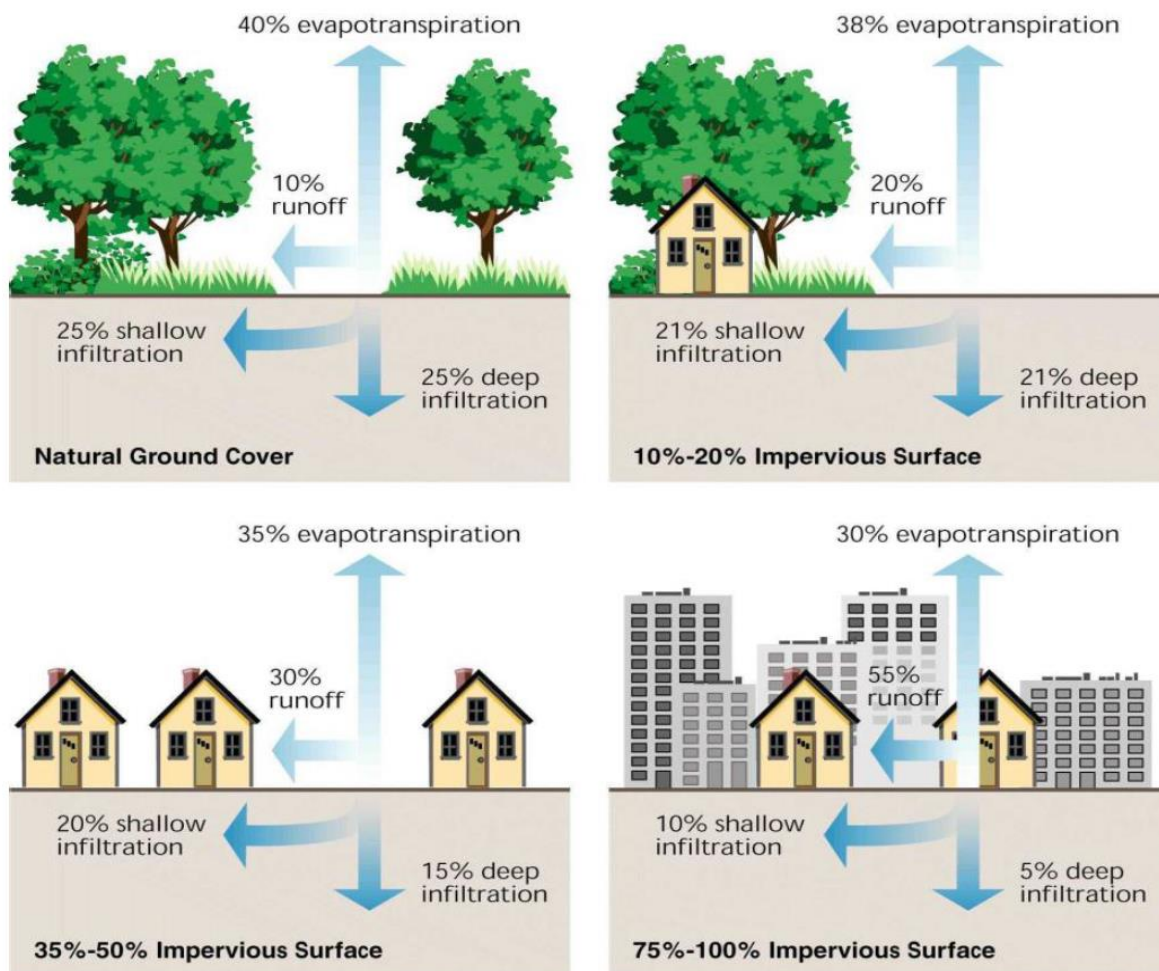 40% evapotranspiration
10%
runoff
25% shallow
infiltration
25% deep
infiltration
Natural Ground Cover
38% evapotranspiration
20%
runoff
21% shallow
infiltration
21% deep
infiltration
10%-20% Impervious Surface
35% evapotranspiration
30%
runoff
20% shallow
infiltration
15% deep
infiltration
35%-50% Impervious Surface
30% evapotranspiration
55%
runoff
10% shallow
infiltration
5% deep
infiltration
75%-100% Impervious Surface